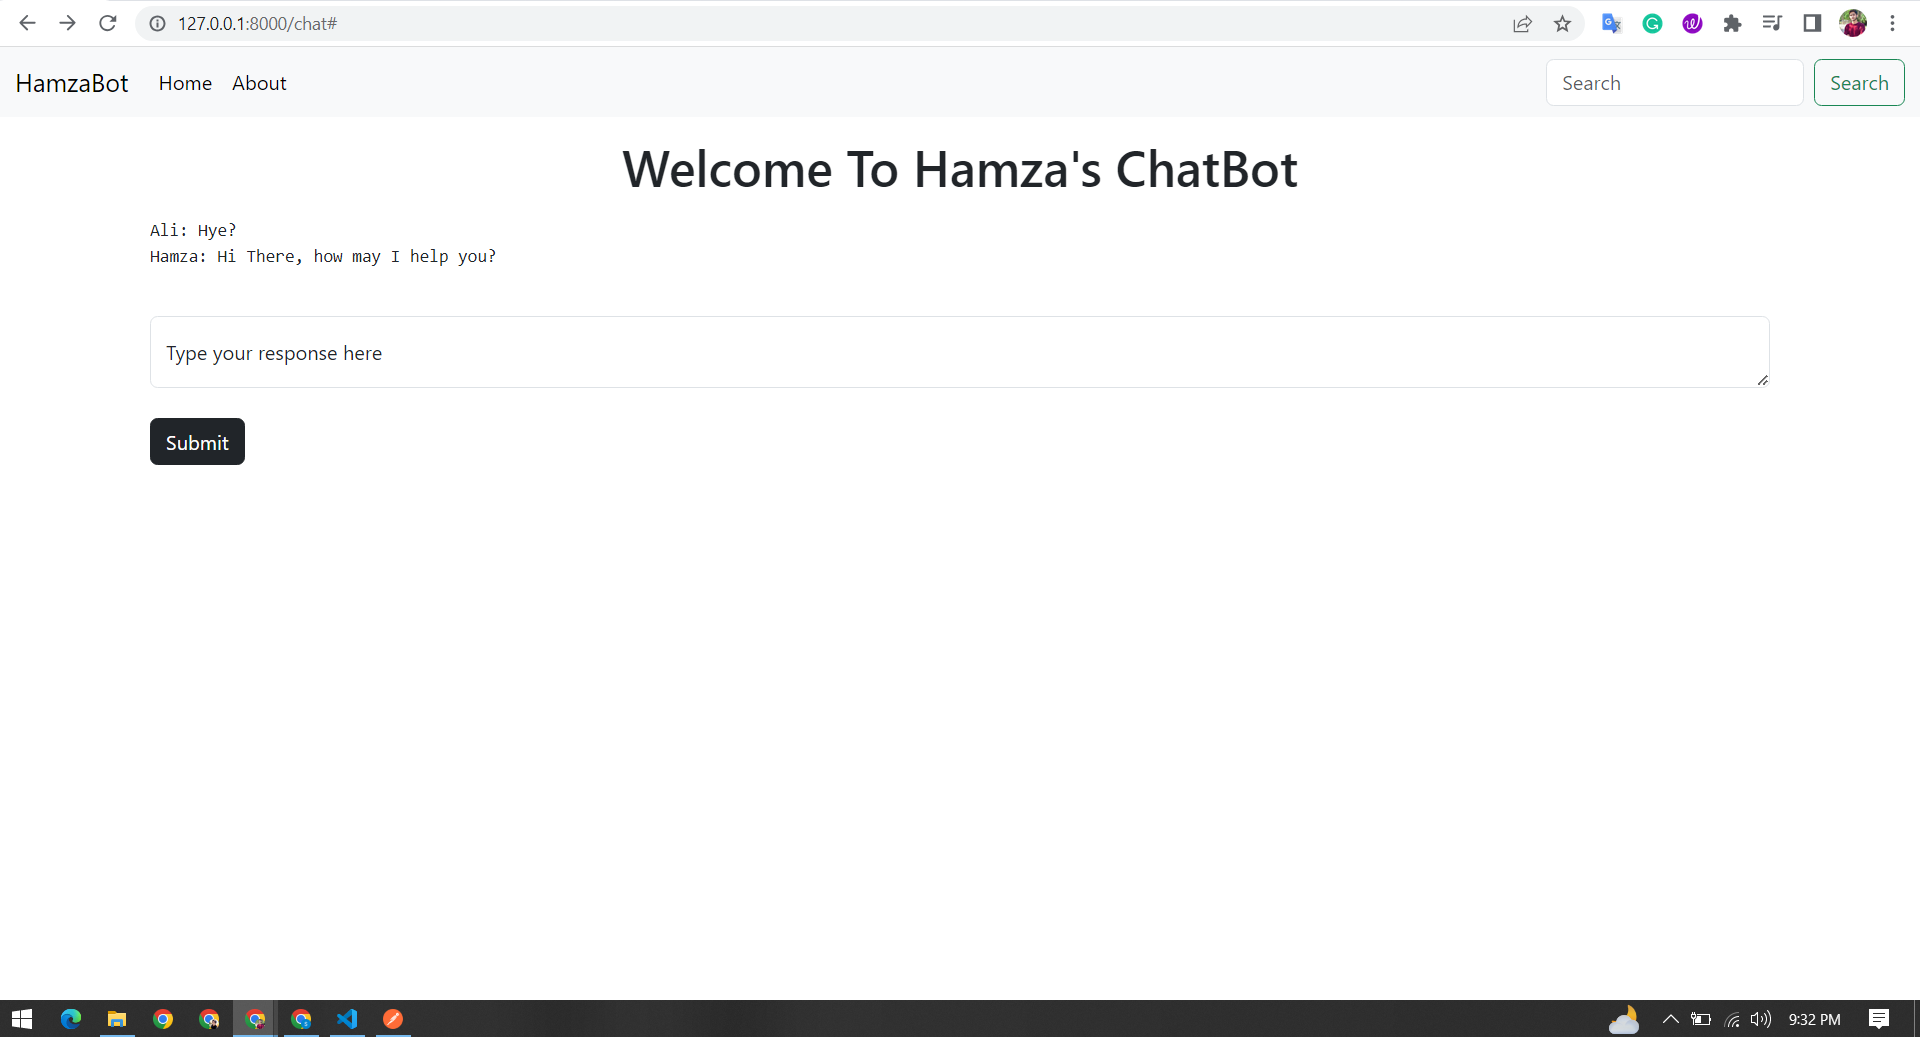 127.0.0.1:8000/chat#
HamzaBot Home About Search Search
Welcome To Hamza's ChatBot
Ali: Hye?
Hamza: Hi There, how may I help you?
Type your response here
Submit
9:32 PM